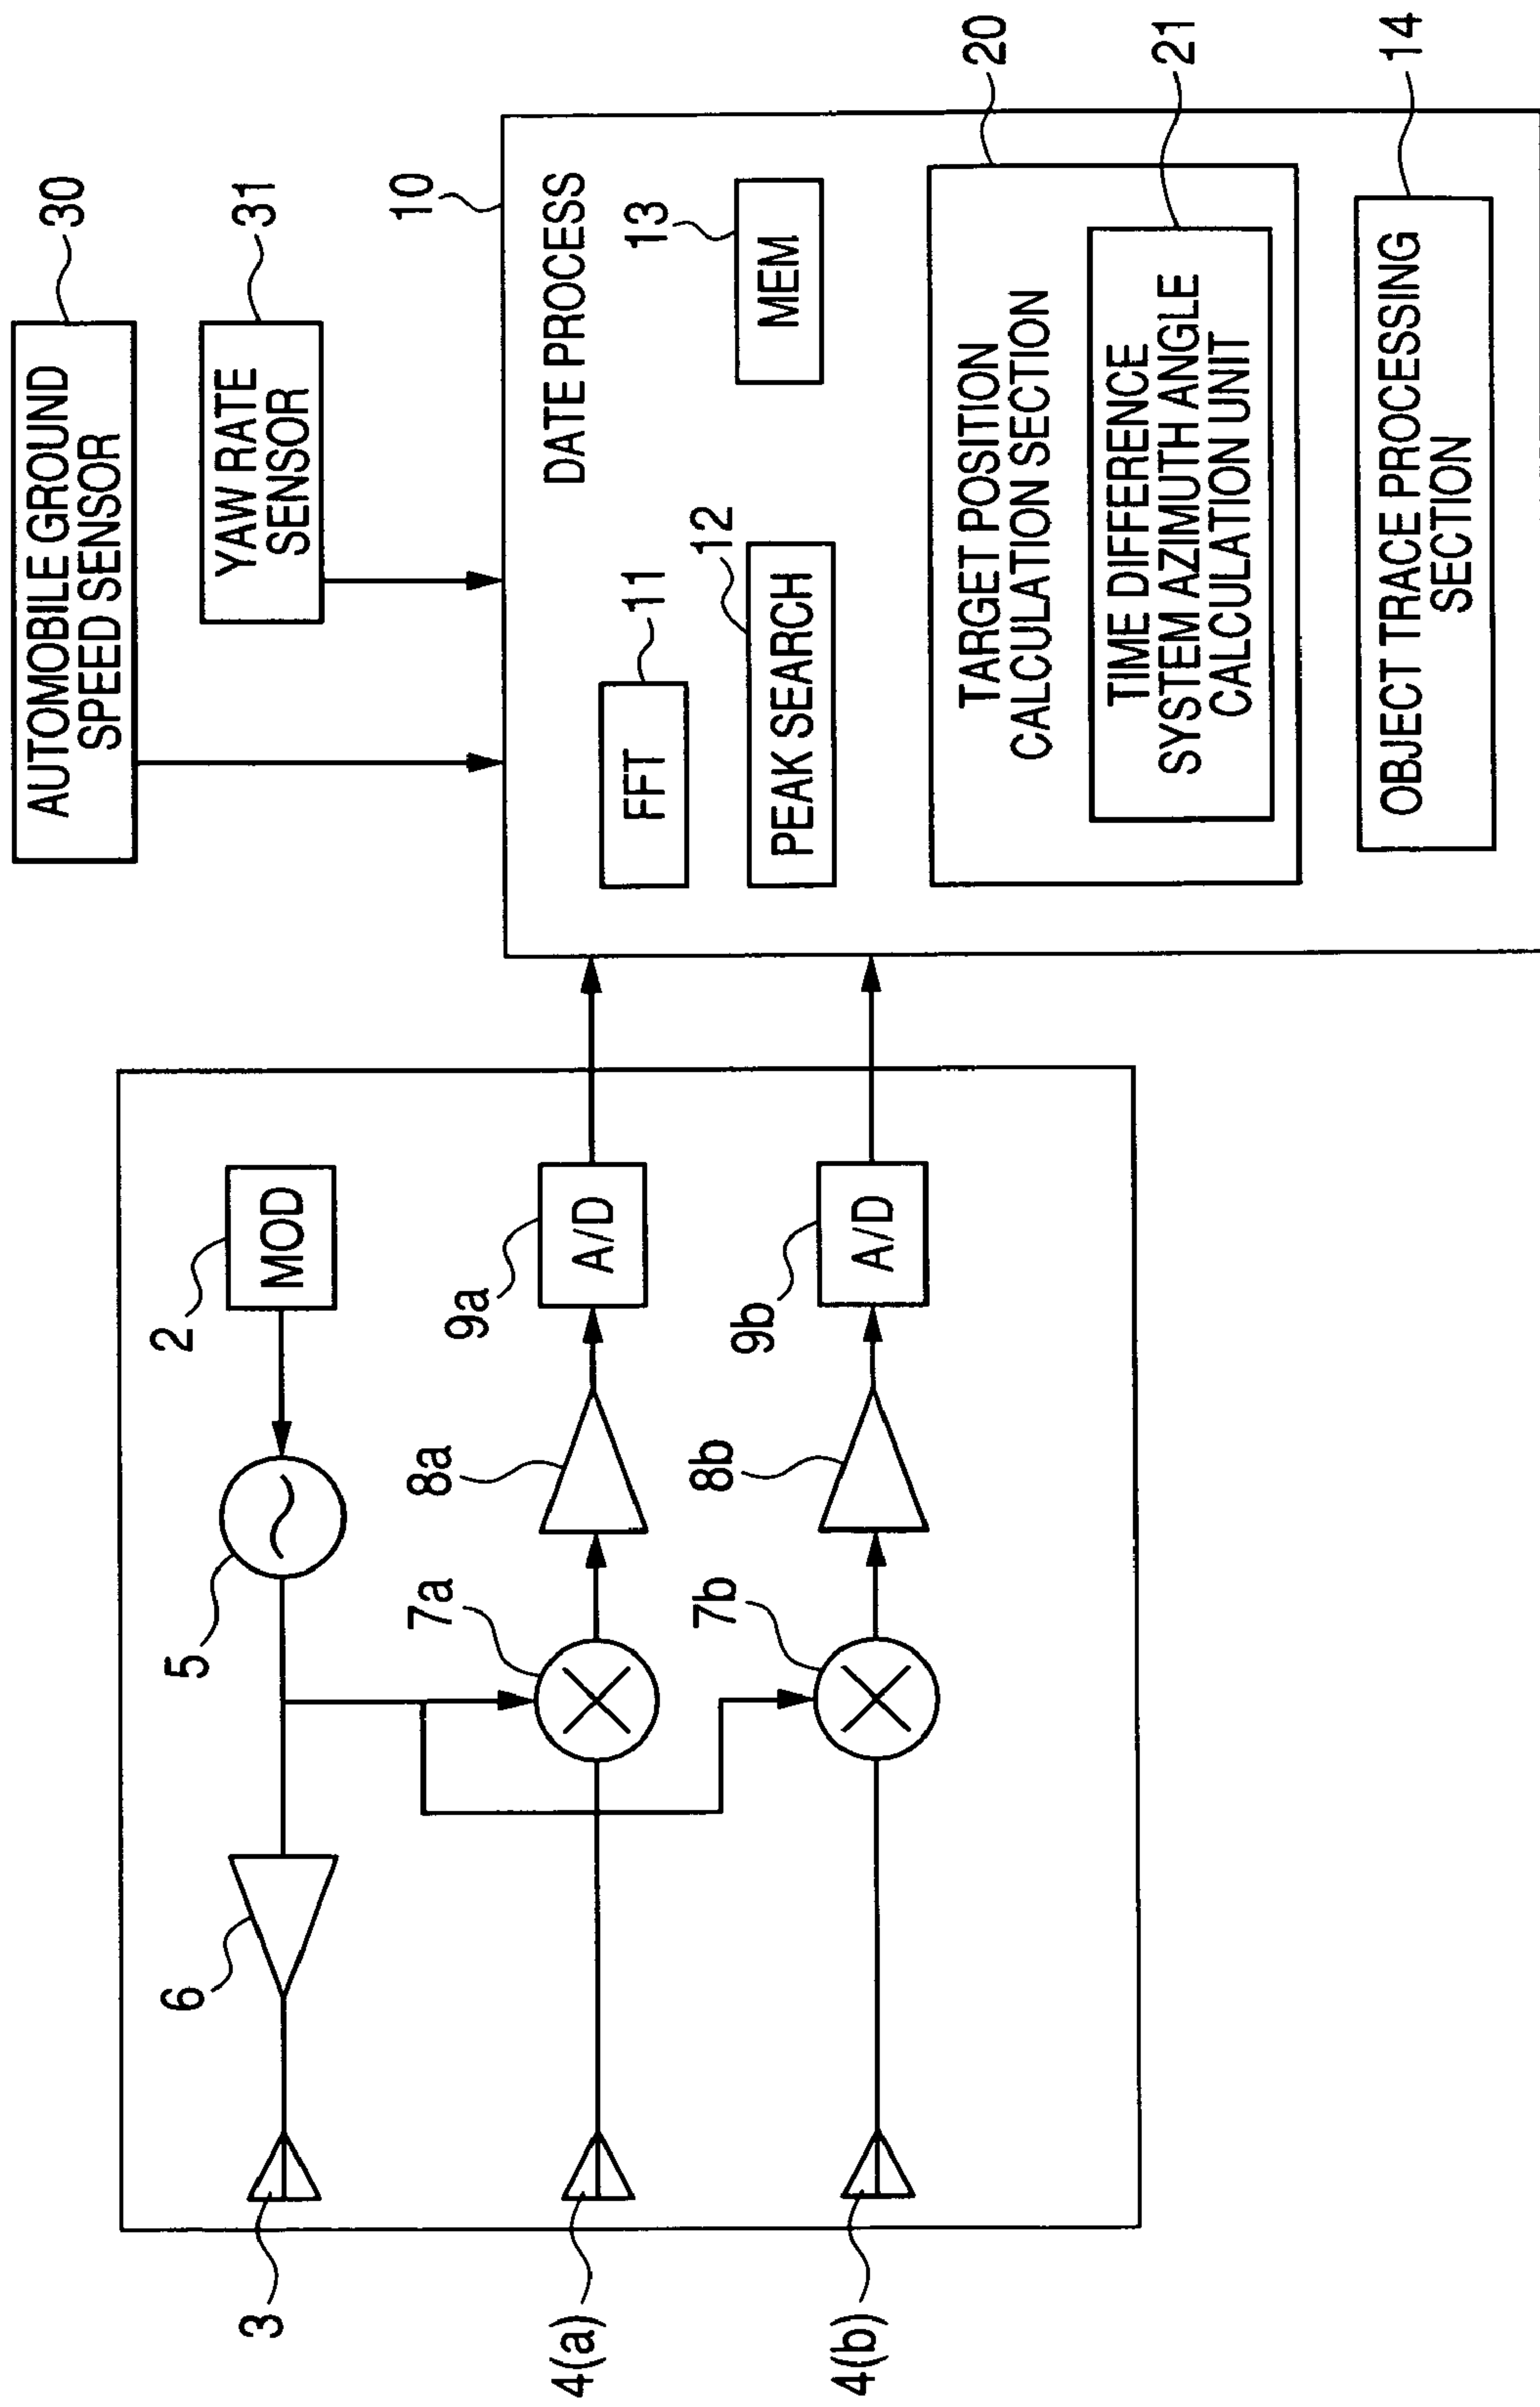 AUTOMOBILE GROUND
SPEED SENSOR
30
YAW RATE
SENSOR
31
10
DATE PROCESS
FFT
11
PEAK SEARCH
12
MEM
13
TARGET POSITION
CALCULATION SECTION
20
TIME DIFFERENCE
SYSTEM AZIMUTH ANGLE
CALCULATION UNIT
21
OBJECT TRACE PROCESSING
SECTION
14
MOD
2
5
6
3
A/D
9a
8a
7a
4(a)
A/D
9b
8b
7b
4(b)